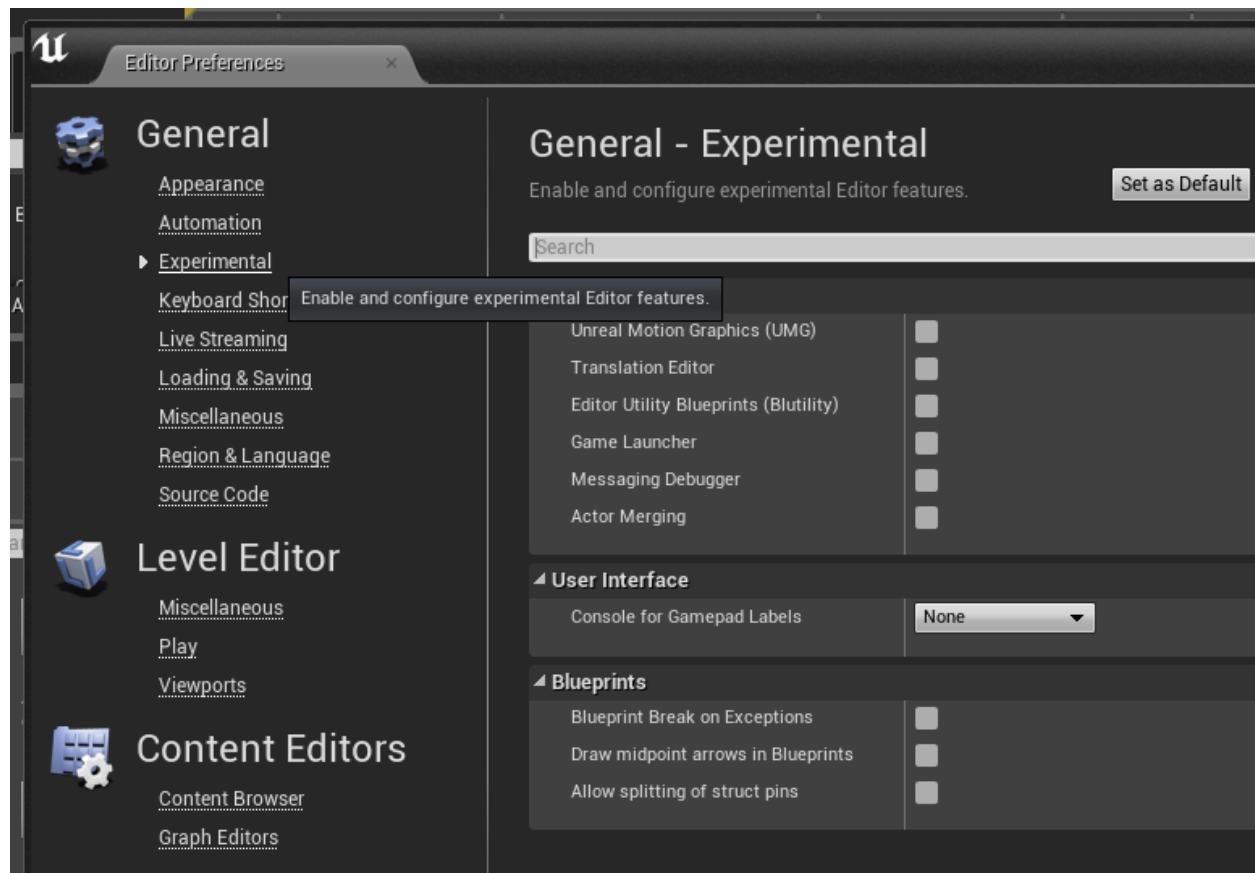 Editor Preferences
General
Appearance
Automation
Experimental
Keyboard Shor
Live Streaming
Loading & Saving
Miscellaneous
Region & Language
Source Code
Level Editor
Miscellaneous
Play
Viewports
Content Editors
Content Browser
Graph Editors
Enable and configure experimental Editor features.
General - Experimental
Enable and configure experimental Editor features.
Set as Default
Search
Unreal Motion Graphics (UMG)
Translation Editor
Editor Utility Blueprints (Blutility)
Game Launcher
Messaging Debugger
Actor Merging
User Interface
Console for Gamepad Labels None
Blueprints
Blueprint Break on Exceptions
Draw midpoint arrows in Blueprints
Allow splitting of struct pins